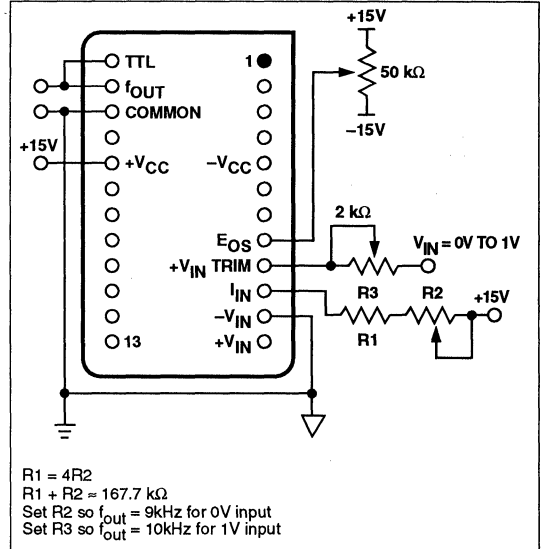 +15V
TTL
1
50 kΩ
fOUT
COMMON
–15V
+15V
+VCC
–VCC
2 kΩ
EOS
VIN = 0V TO 1V
+VIN TRIM
IIN
R3
R2
+15V
–VIN
R1
13
+VIN
R1 = 4R2
R1 + R2 ≈ 167.7 kΩ
Set R2 so fout = 9kHz for 0V input
Set R3 so fout = 10kHz for 1V input